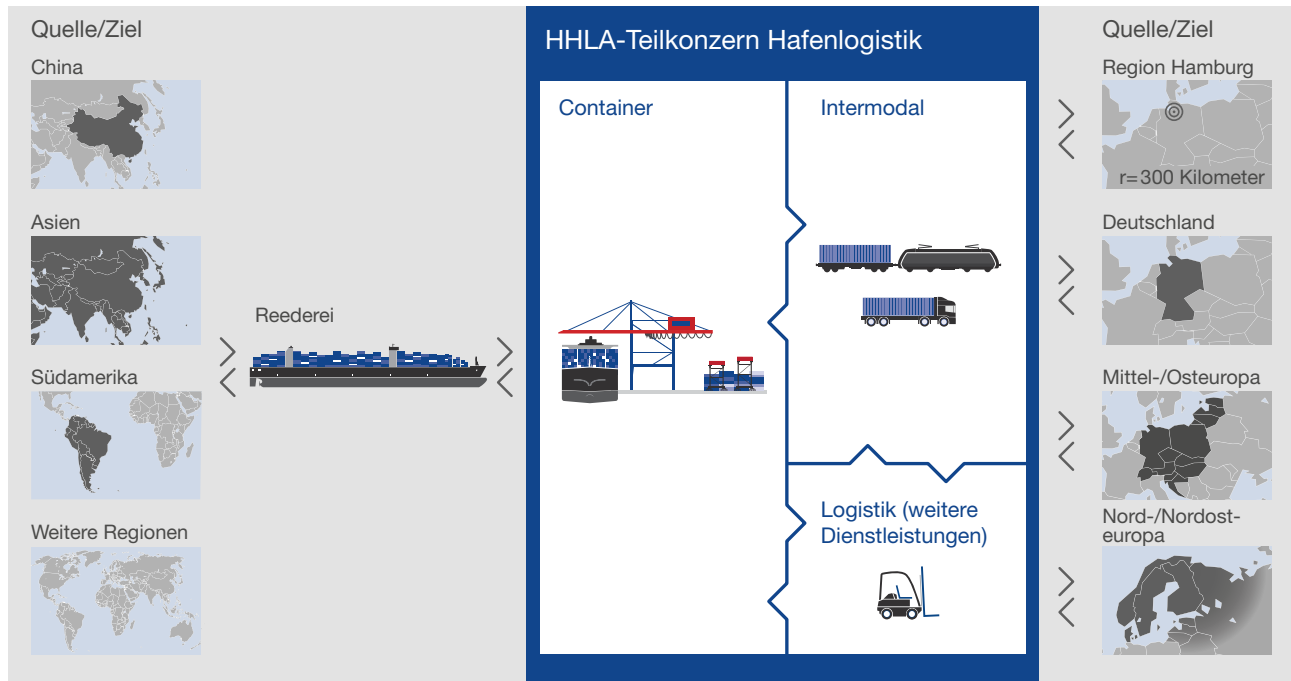 Quelle/Ziel
China
Asien
Südamerika
Weitere Regionen
Reederei
HHLA-Teilkonzern Hafenlogistik
Container
Intermodal
Logistik (weitere
Dienstleistungen)
Quelle/Ziel
Region Hamburg
r=300 Kilometer
Deutschland
Mittel-/Osteuropa
Nord-/Nordost-
europa